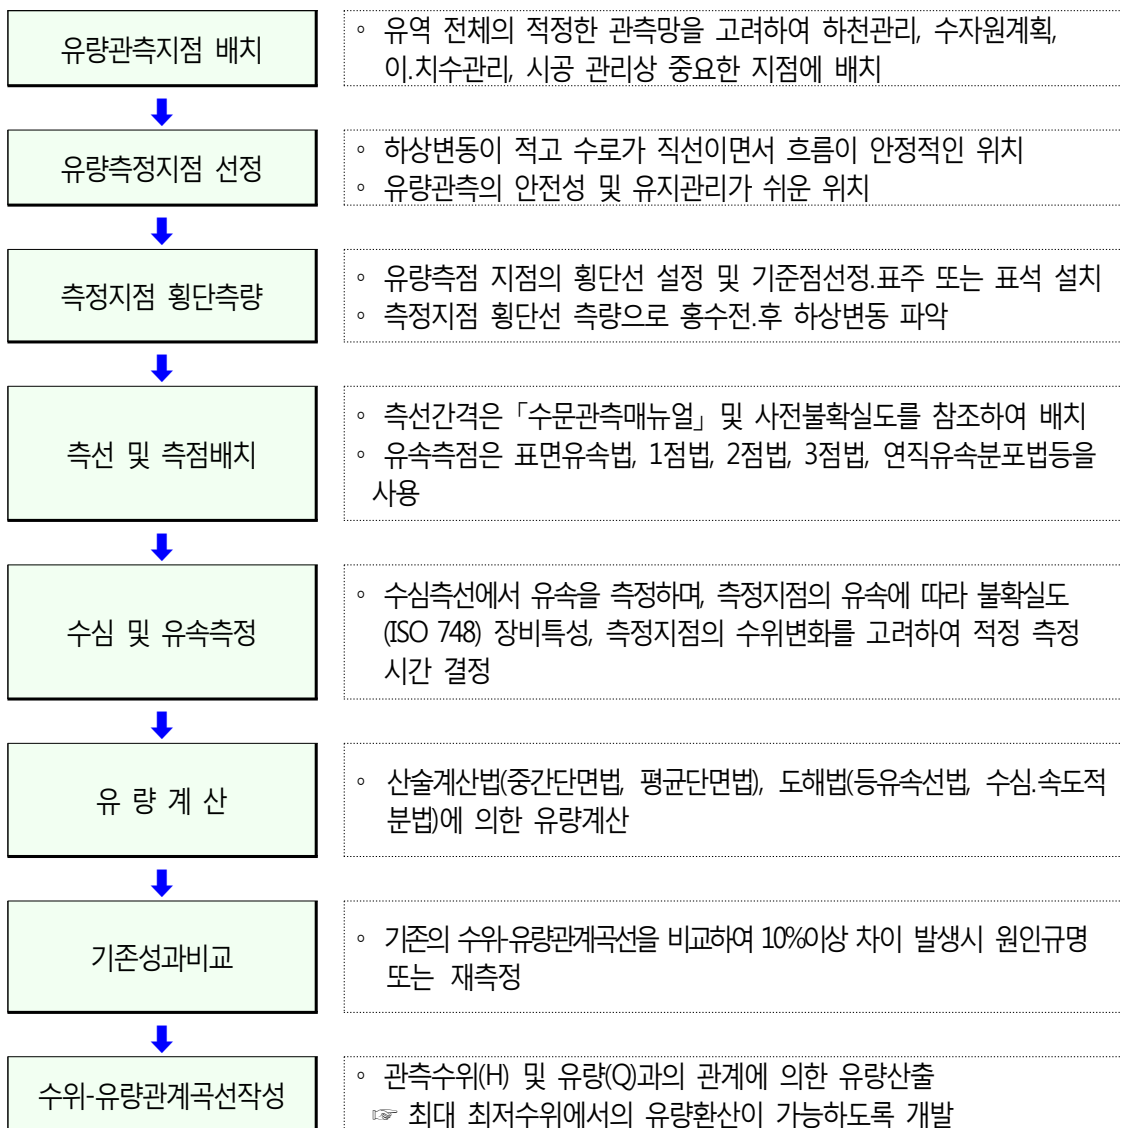 유량관측지점 배치
◦ 유역 전체의 적정한 관측망을 고려하여 하천관리, 수자원계획,
이.치수관리, 시공 관리상 중요한 지점에 배치
유량측정지점 선정
◦ 하상변동이 적고 수로가 직선이면서 흐름이 안정적인 위치
◦ 유량관측의 안전성 및 유지관리가 쉬운 위치
측정지점 횡단측량
◦ 유량측점 지점의 횡단선 설정 및 기준점선정.표주 또는 표석 설치
◦ 측정지점 횡단선 측량으로 홍수전.후 하상변동 파악
측선 및 측점배치
◦ 측선간격은「수문관측매뉴얼」및 사전불확실도를 참조하여 배치
◦ 유속측점은 표면유속법, 1점법, 2점법, 3점법, 연직유속분포법등을
사용
수심 및 유속측정
◦ 수심측선에서 유속을 측정하며, 측정지점의 유속에 따라 불확실도
(ISO 748) 장비특성, 측정지점의 수위변화를 고려하여 적정 측정
시간 결정
유 량 계 산
◦ 산술계산법(중간단면법, 평균단면법), 도해법(등유속선법, 수심.속도적
분법)에 의한 유량계산
기존성과비교
◦ 기존의 수위-유량관계곡선을 비교하여 10%이상 차이 발생시 원인규명
또는 재측정
수위-유량관계곡선작성
◦ 관측수위(H) 및 유량(Q)과의 관계에 의한 유량산출
☞ 최대 최저수위에서의 유량환산이 가능하도록 개발